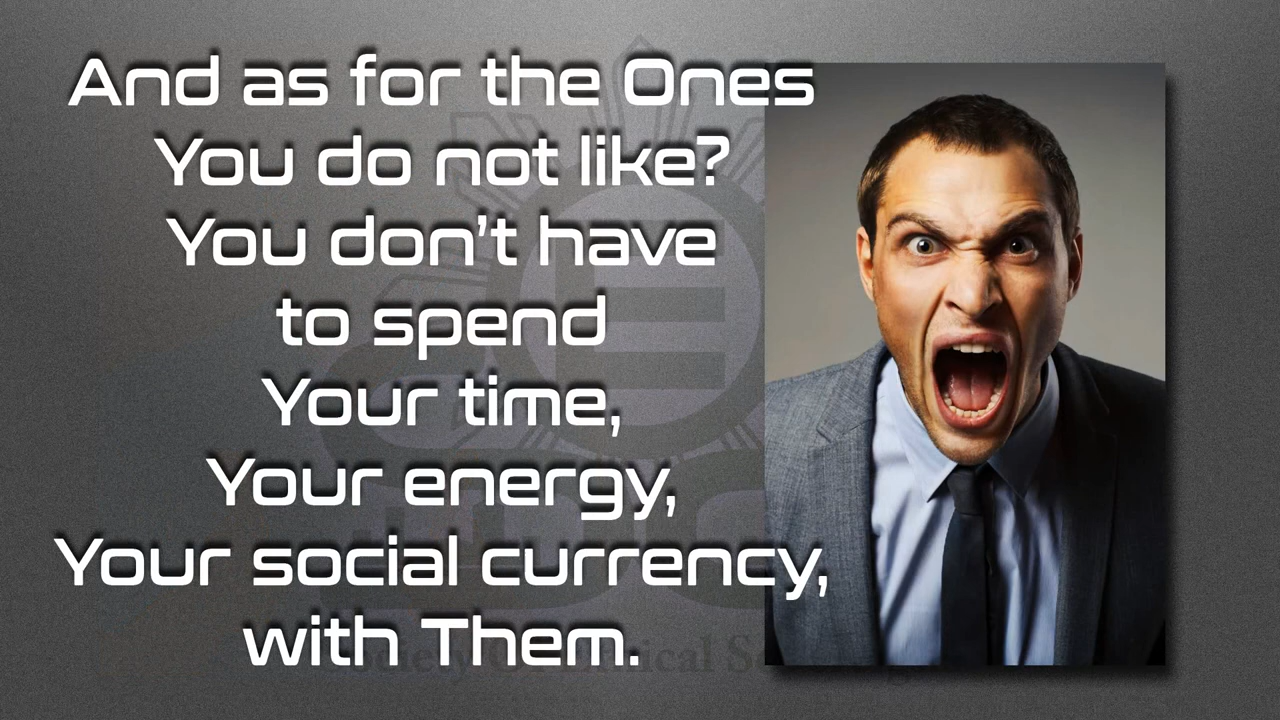 And as for the Ones
You do not like?
You don't have
to spend
Your time,
Your energy,
Your social currency,
with Them.